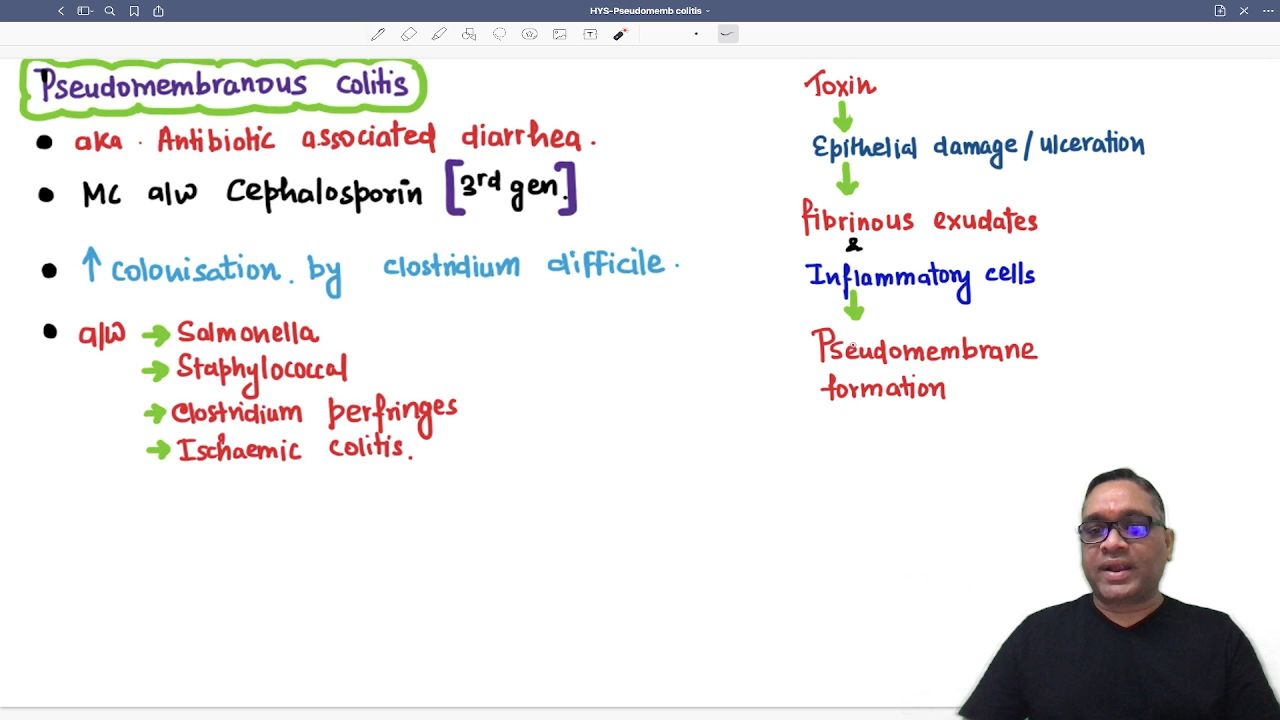 HYS-Pseudomemb colitis
Pseudomembranous colitis
aka. Antibiotic associated diarrhea.
MC a/w Cephalosporin [3rd gen.]
↑ colonisation. by clostridium difficile.
a/w → Salmonella
→ Staphylococcal
→ Clostridium perfringes
→ Ischaemic colitis.
Toxin
Epithelial damage/ulceration
fibrinous exudates
&
Inflammatory cells
Pseudomembrane
formation